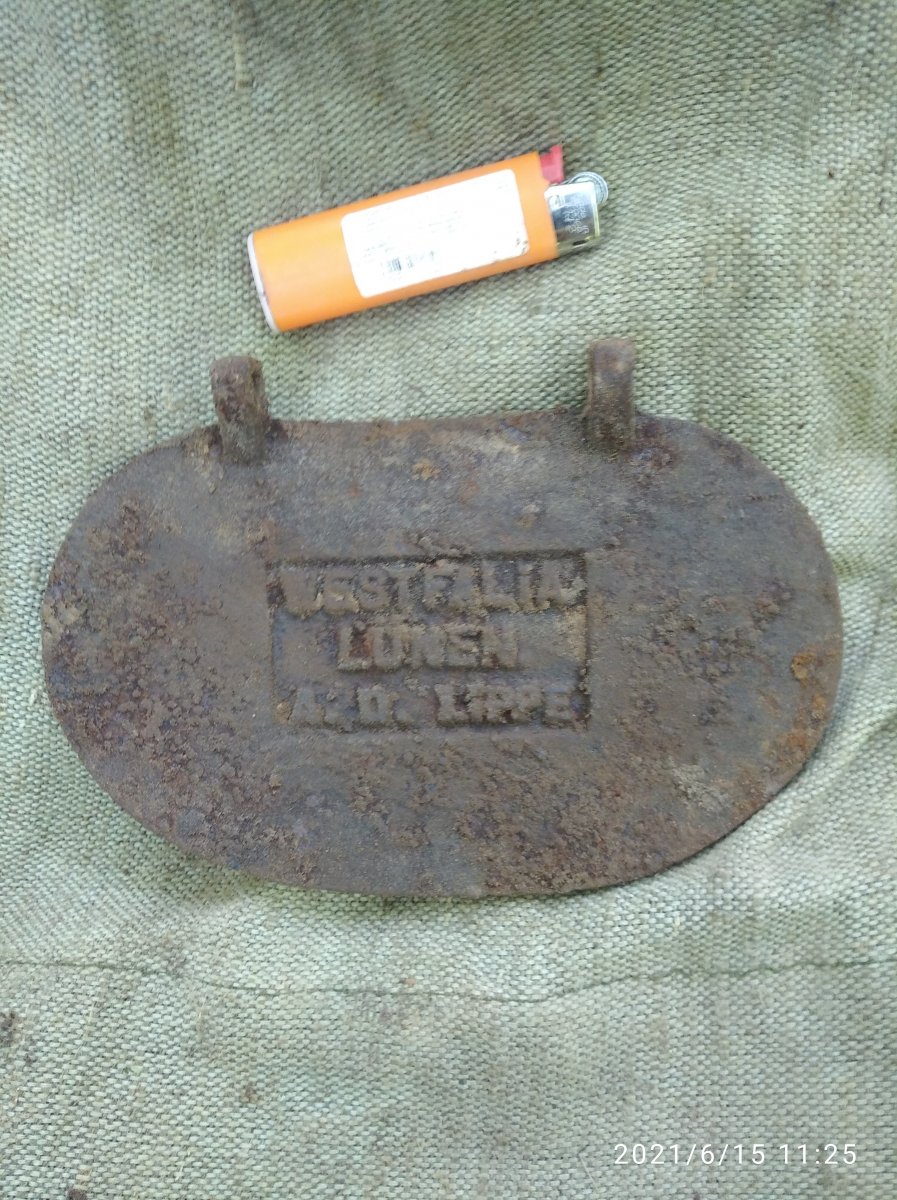 WESTFALiA
LÜNEN
A. D. LiPPE
2021/6/15 11:25